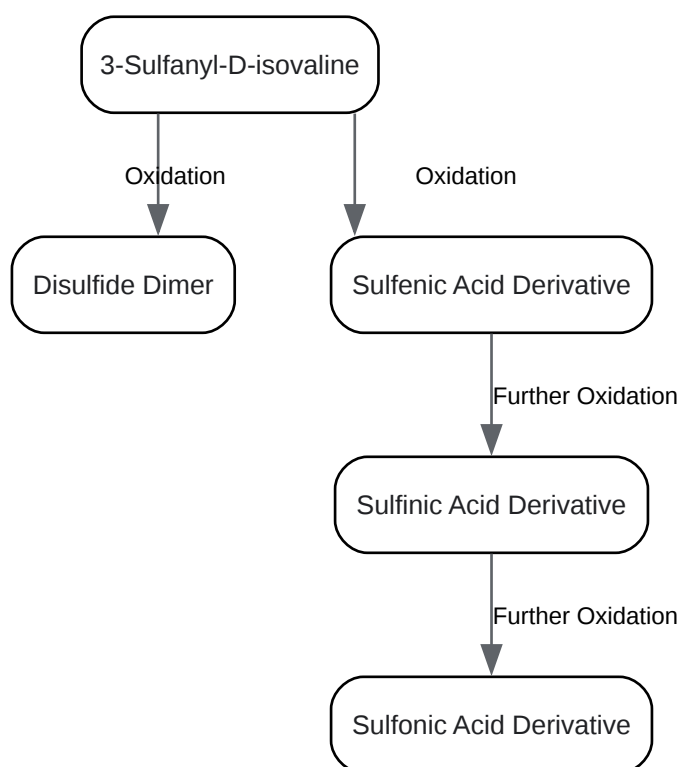 3-Sulfanyl-D-isovaline
Oxidation
Oxidation
Disulfide Dimer
Sulfenic Acid Derivative
Further Oxidation
Sulfinic Acid Derivative
Further Oxidation
Sulfonic Acid Derivative